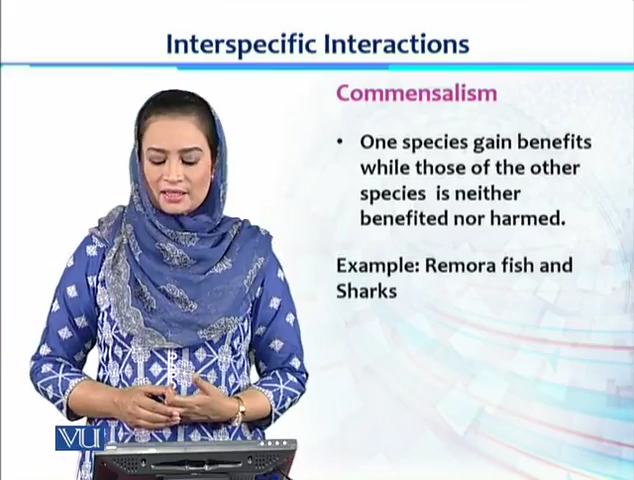 Interspecific Interactions
Commensalism
• One species gain benefits
while those of the other
species is neither
benefited nor harmed.
Example: Remora fish and
Sharks
VU